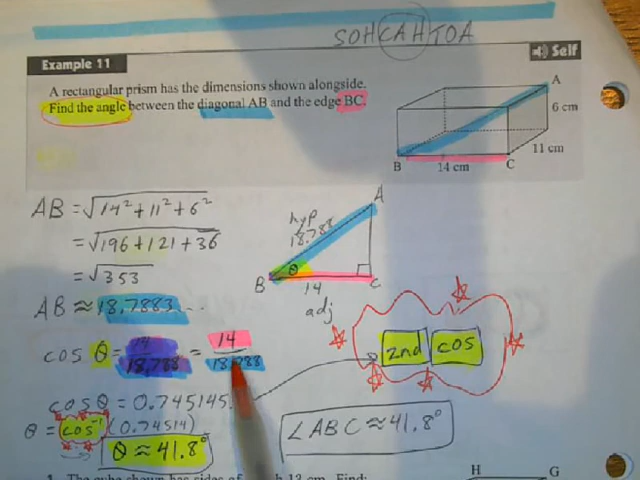 SOHCAHTOA
Self
Example 11
A rectangular prism has the dimensions shown alongside.
Find the angle between the diagonal AB and the edge BC.
A
6 cm
11 cm
B
14 cm
C
AB = √14² + 11² + 6²
= √196 + 121 + 36
= √353
AB ≈ 18.7883...
hyp
18.788
A
B
θ
C
14
adj
cos θ = 14/18.788 = 14/18.788
2nd cos
cosθ = 0.745145
θ = cos⁻¹(0.74514)
θ ≈ 41.8°
∠ABC ≈ 41.8°
H
G